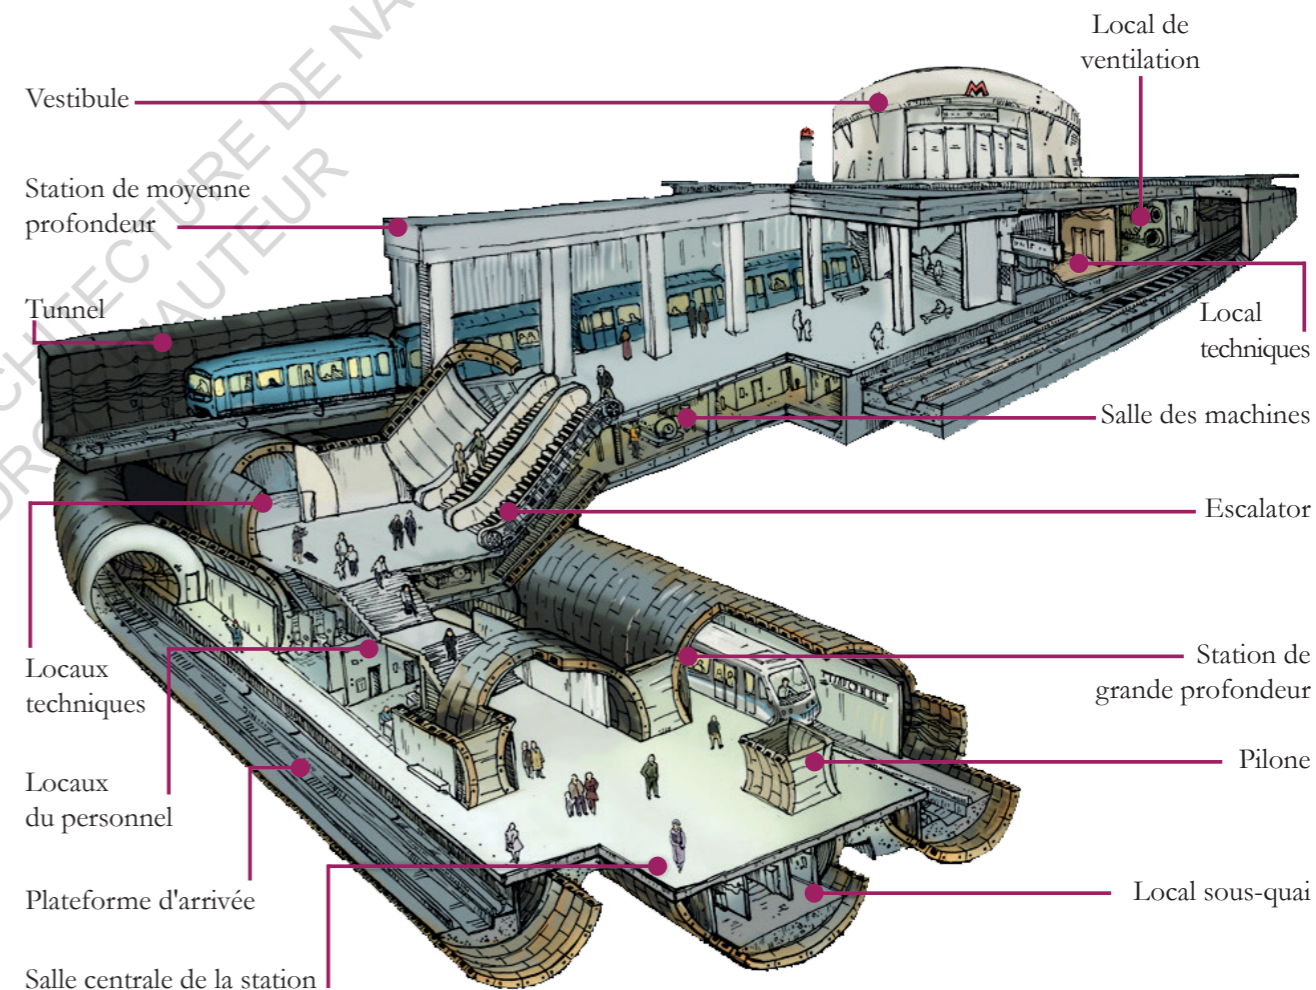 Local de
ventilation
Vestibule
M
Station de moyenne
profondeur
Tunnel
Local
techniques
Salle des machines
Escalator
Locaux
techniques
Station de
grande profondeur
Locaux
du personnel
Pilone
Plateforme d'arrivée
Local sous-quai
Salle centrale de la station